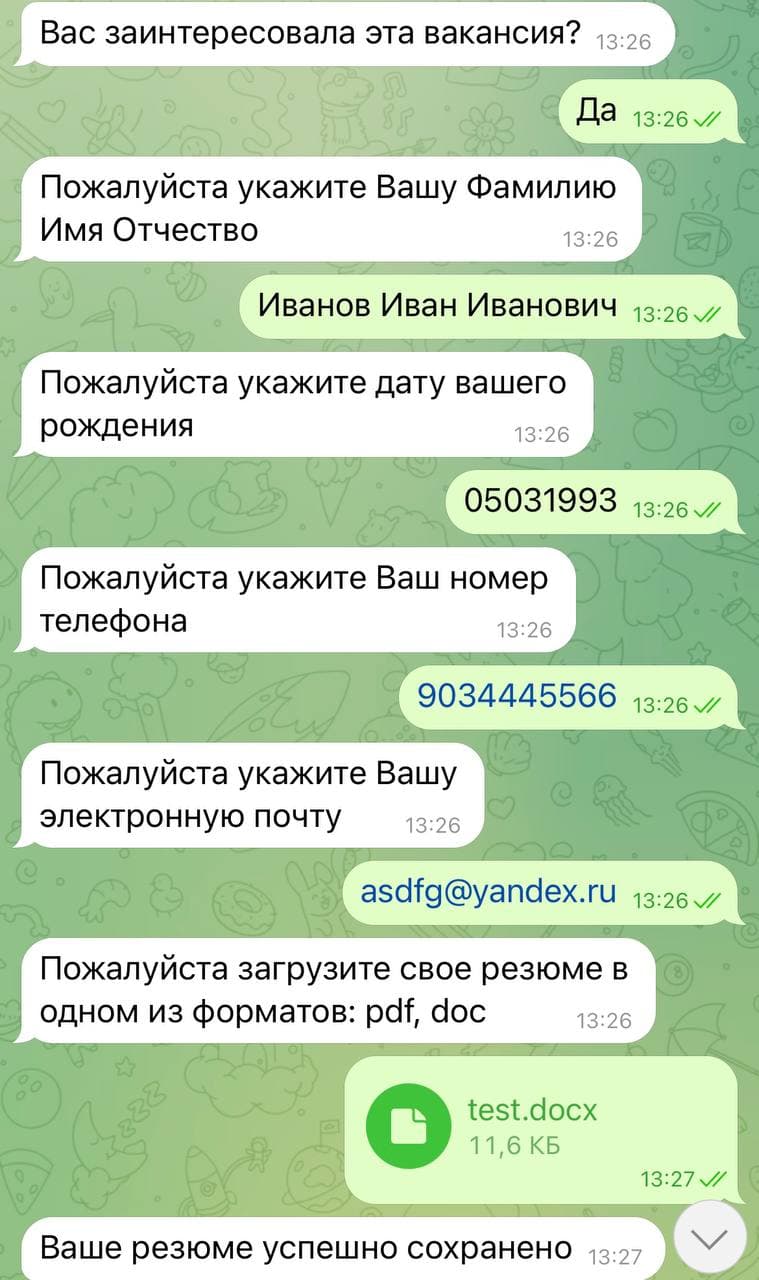 Вас заинтересовала эта вакансия? 13:26
Да 13:26
Пожалуйста укажите Вашу Фамилию
Имя Отчество 13:26
Иванов Иван Иванович 13:26
Пожалуйста укажите дату вашего
рождения 13:26
05031993 13:26
Пожалуйста укажите Ваш номер
телефона 13:26
9034445566 13:26
Пожалуйста укажите Вашу
электронную почту 13:26
asdfg@yandex.ru 13:26
Пожалуйста загрузите свое резюме в
одном из форматов: pdf, doc 13:26
test.docx
11,6 КБ
13:27
Ваше резюме успешно сохранено 13:27